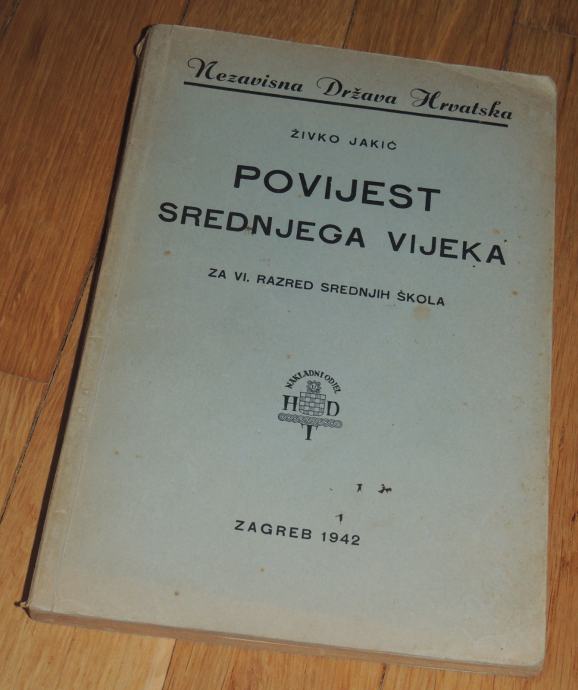 Nezavisna Država Hrvatska
ŽIVKO JAKIĆ
POVIJEST
SREDNJEGA VIJEKA
ZA VI. RAZRED SREDNJIH ŠKOLA
NAKLADNI ODJEL
H D
I
ZAGREB 1942